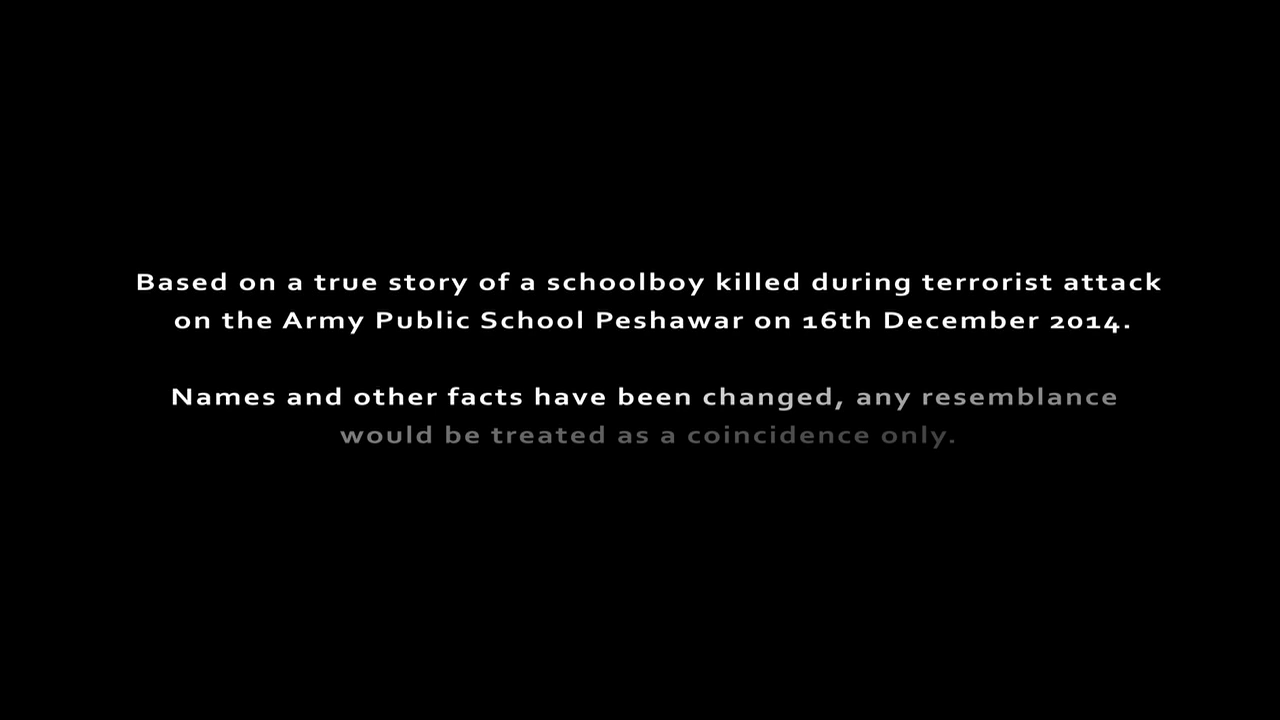 Based on a true story of a schoolboy killed during terrorist attack
on the Army Public School Peshawar on 16th December 2014.
Names and other facts have been changed, any resemblance
would be treated as a coincidence only.